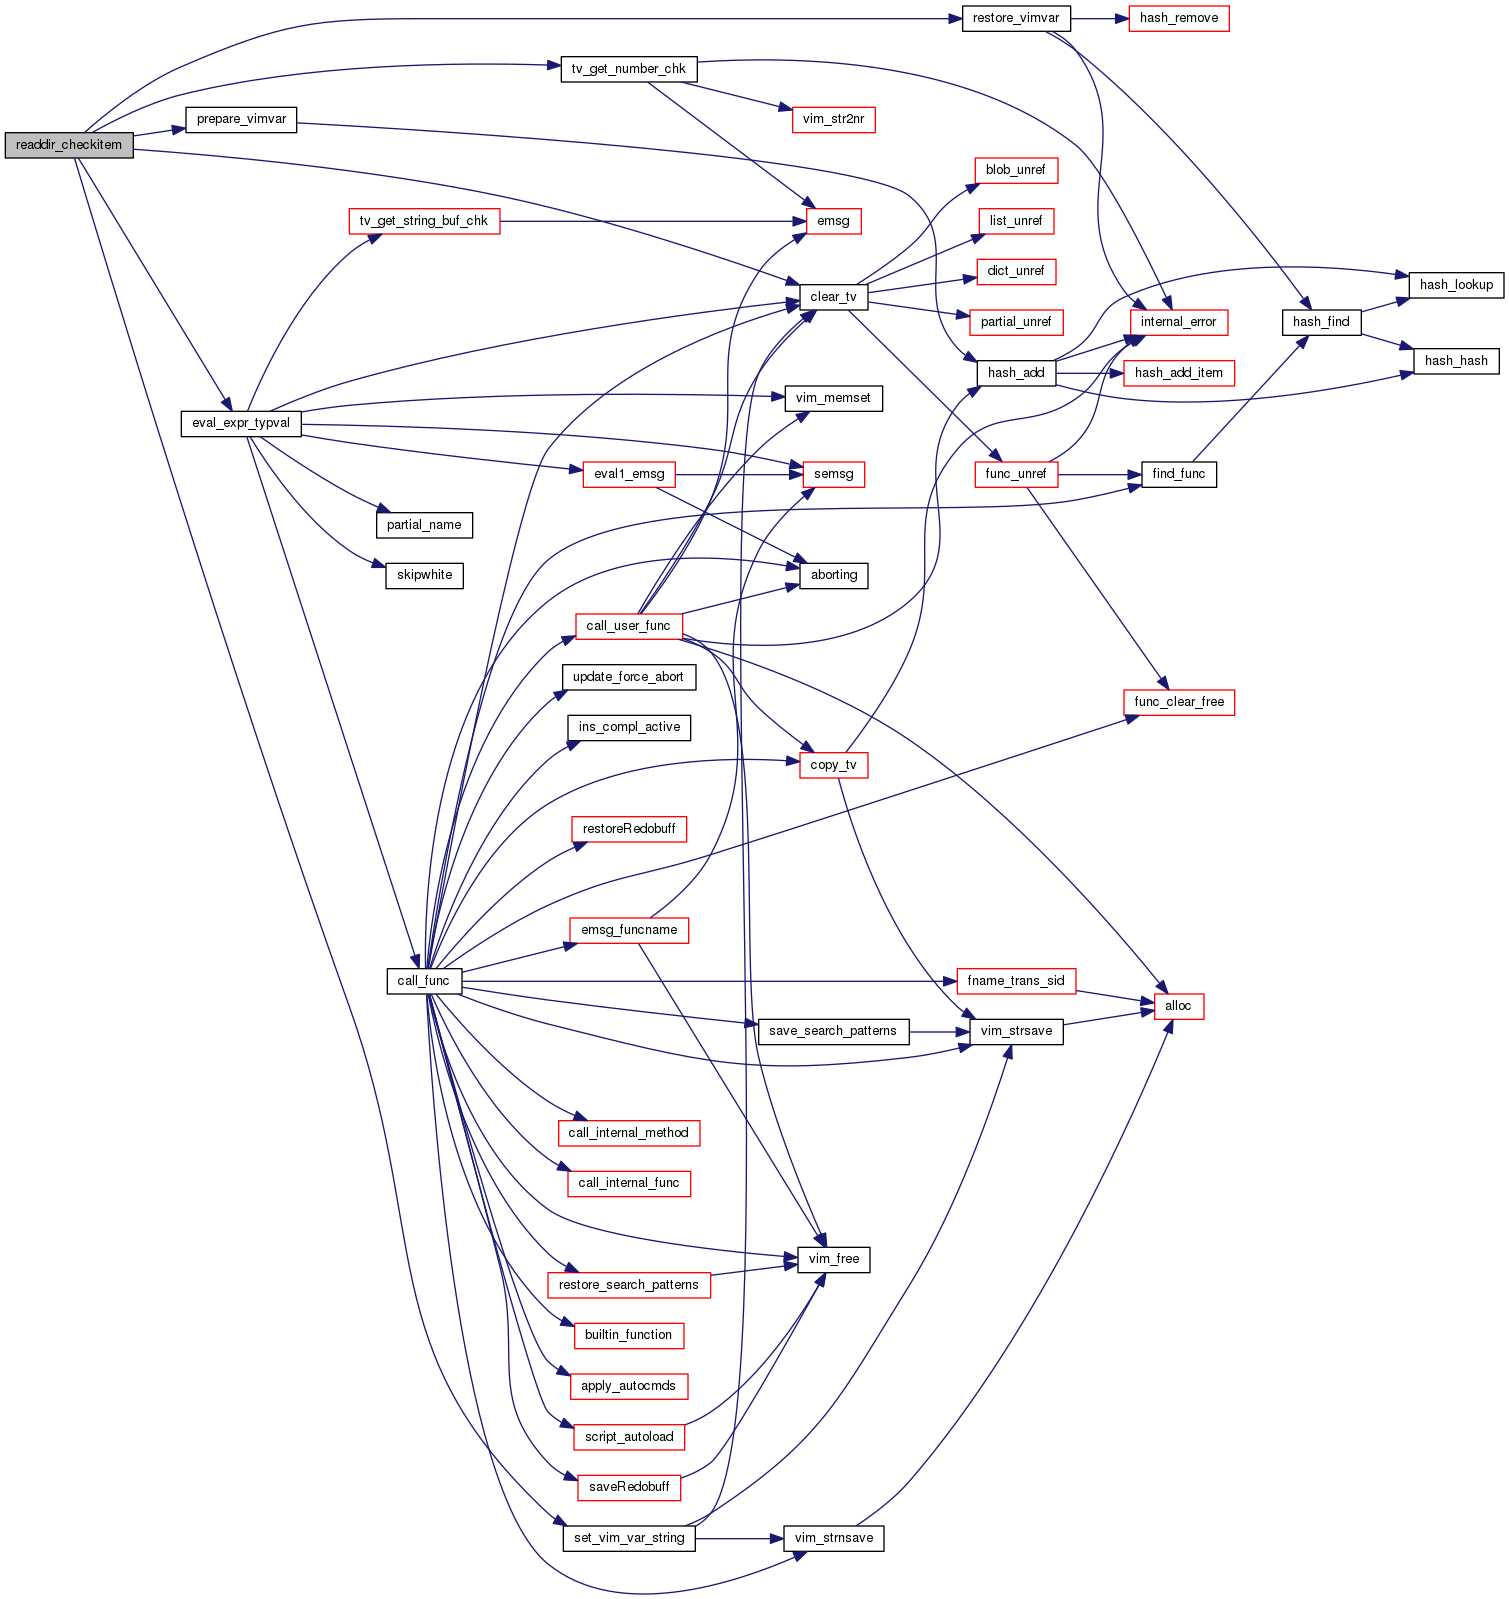 restore_vimvar
hash_remove
tv_get_number_chk
prepare_vimvar
vim_str2nr
readdir_checkitem
blob_unref
tv_get_string_buf_chk
emsg
list_unref
dict_unref
hash_lookup
clear_tv
partial_unref
internal_error
hash_find
hash_hash
hash_add
hash_add_item
vim_memset
eval_expr_typval
eval1_emsg
semsg
func_unref
find_func
partial_name
skipwhite
aborting
call_user_func
update_force_abort
func_clear_free
ins_compl_active
copy_tv
restoreRedobuff
emsg_funcname
call_func
fname_trans_sid
alloc
save_search_patterns
vim_strsave
call_internal_method
call_internal_func
vim_free
restore_search_patterns
builtin_function
apply_autocmds
script_autoload
saveRedobuff
set_vim_var_string
vim_strnsave